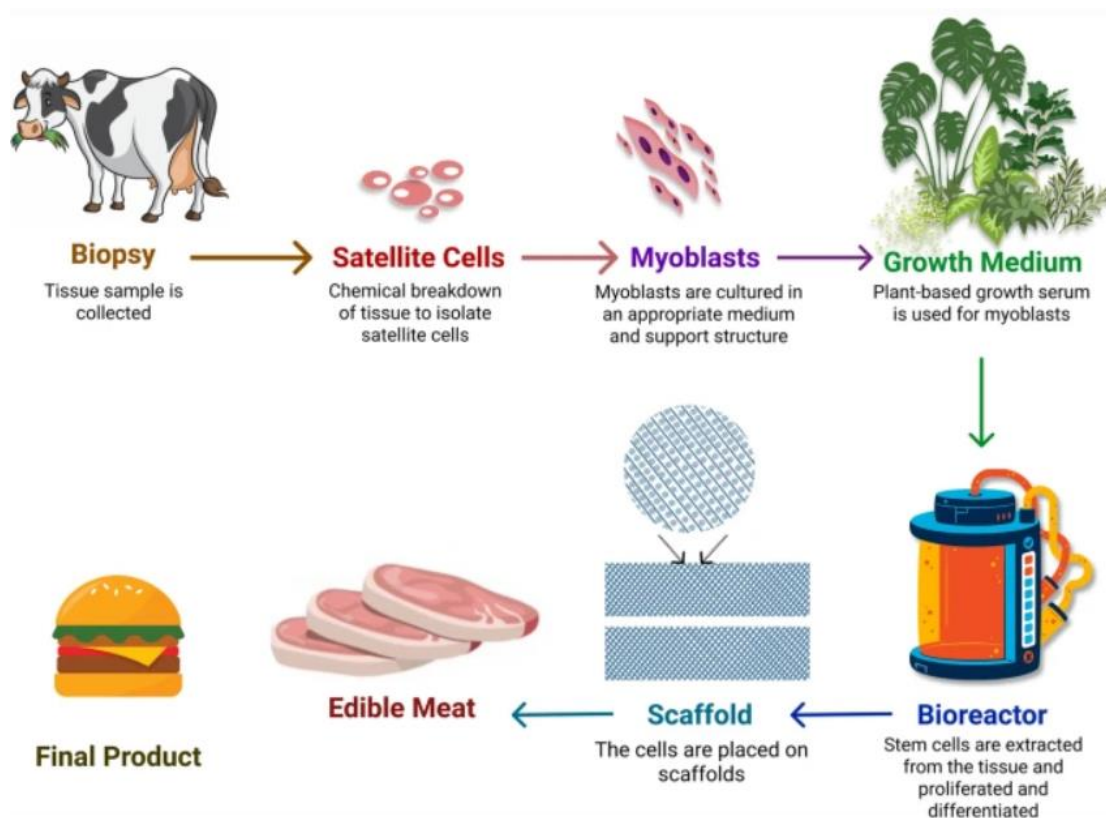 Biopsy
Tissue sample is
collected
Satellite Cells
Chemical breakdown
of tissue to isolate
satellite cells
Myoblasts
Myoblasts are cultured in
an appropriate medium
and support structure
Growth Medium
Plant-based growth serum
is used for myoblasts
Bioreactor
Stem cells are extracted
from the tissue and
proliferated and
differentiated
Scaffold
The cells are placed on
scaffolds
Edible Meat
Final Product